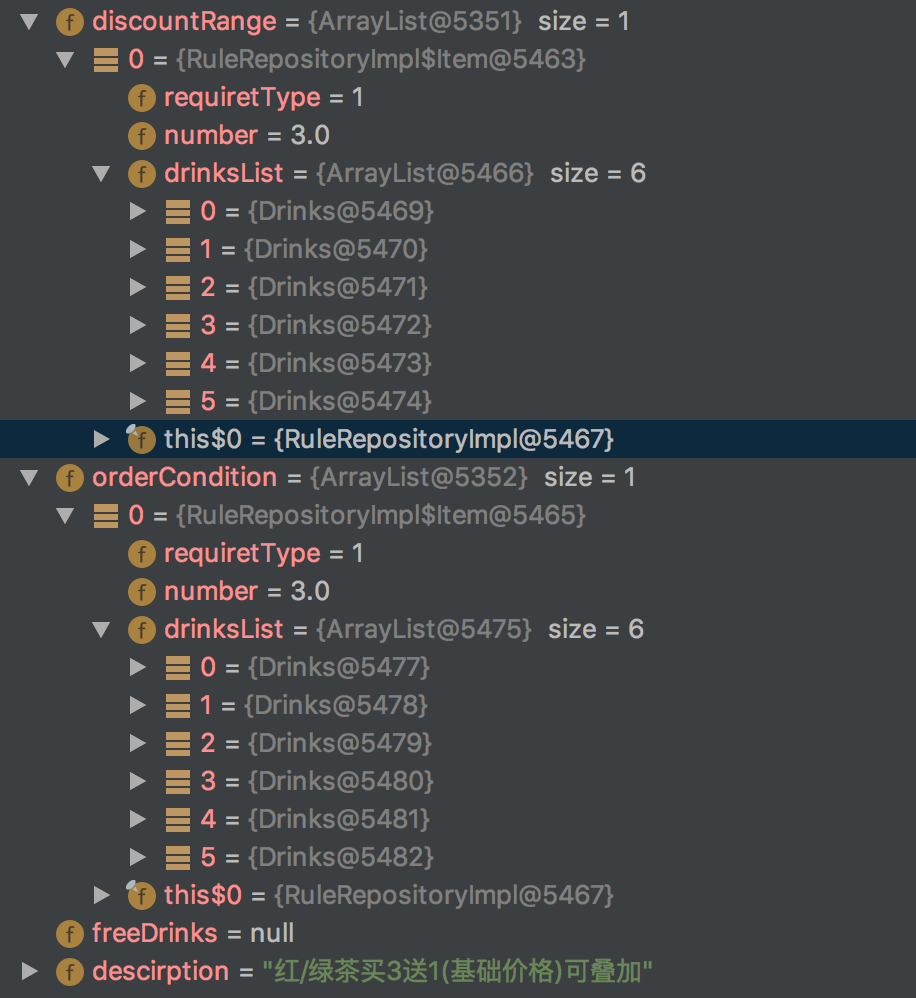 discountRange = {ArrayList@5351} size = 1
0 = {RuleRepositoryImpl$Item@5463}
f requiretType = 1
f number = 3.0
f drinksList = {ArrayList@5466} size = 6
0 = {Drinks@5469}
1 = {Drinks@5470}
2 = {Drinks@5471}
3 = {Drinks@5472}
4 = {Drinks@5473}
5 = {Drinks@5474}
f this$0 = {RuleRepositoryImpl@5467}
f orderCondition = {ArrayList@5352} size = 1
0 = {RuleRepositoryImpl$Item@5465}
f requiretType = 1
f number = 3.0
f drinksList = {ArrayList@5475} size = 6
0 = {Drinks@5477}
1 = {Drinks@5478}
2 = {Drinks@5479}
3 = {Drinks@5480}
4 = {Drinks@5481}
5 = {Drinks@5482}
f this$0 = {RuleRepositoryImpl@5467}
f freeDrinks = null
f descirption = "红/绿茶买3送1(基础价格)可叠加"